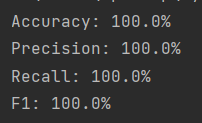 Accuracy: 100.0%
Precision: 100.0%
Recall: 100.0%
F1: 100.0%